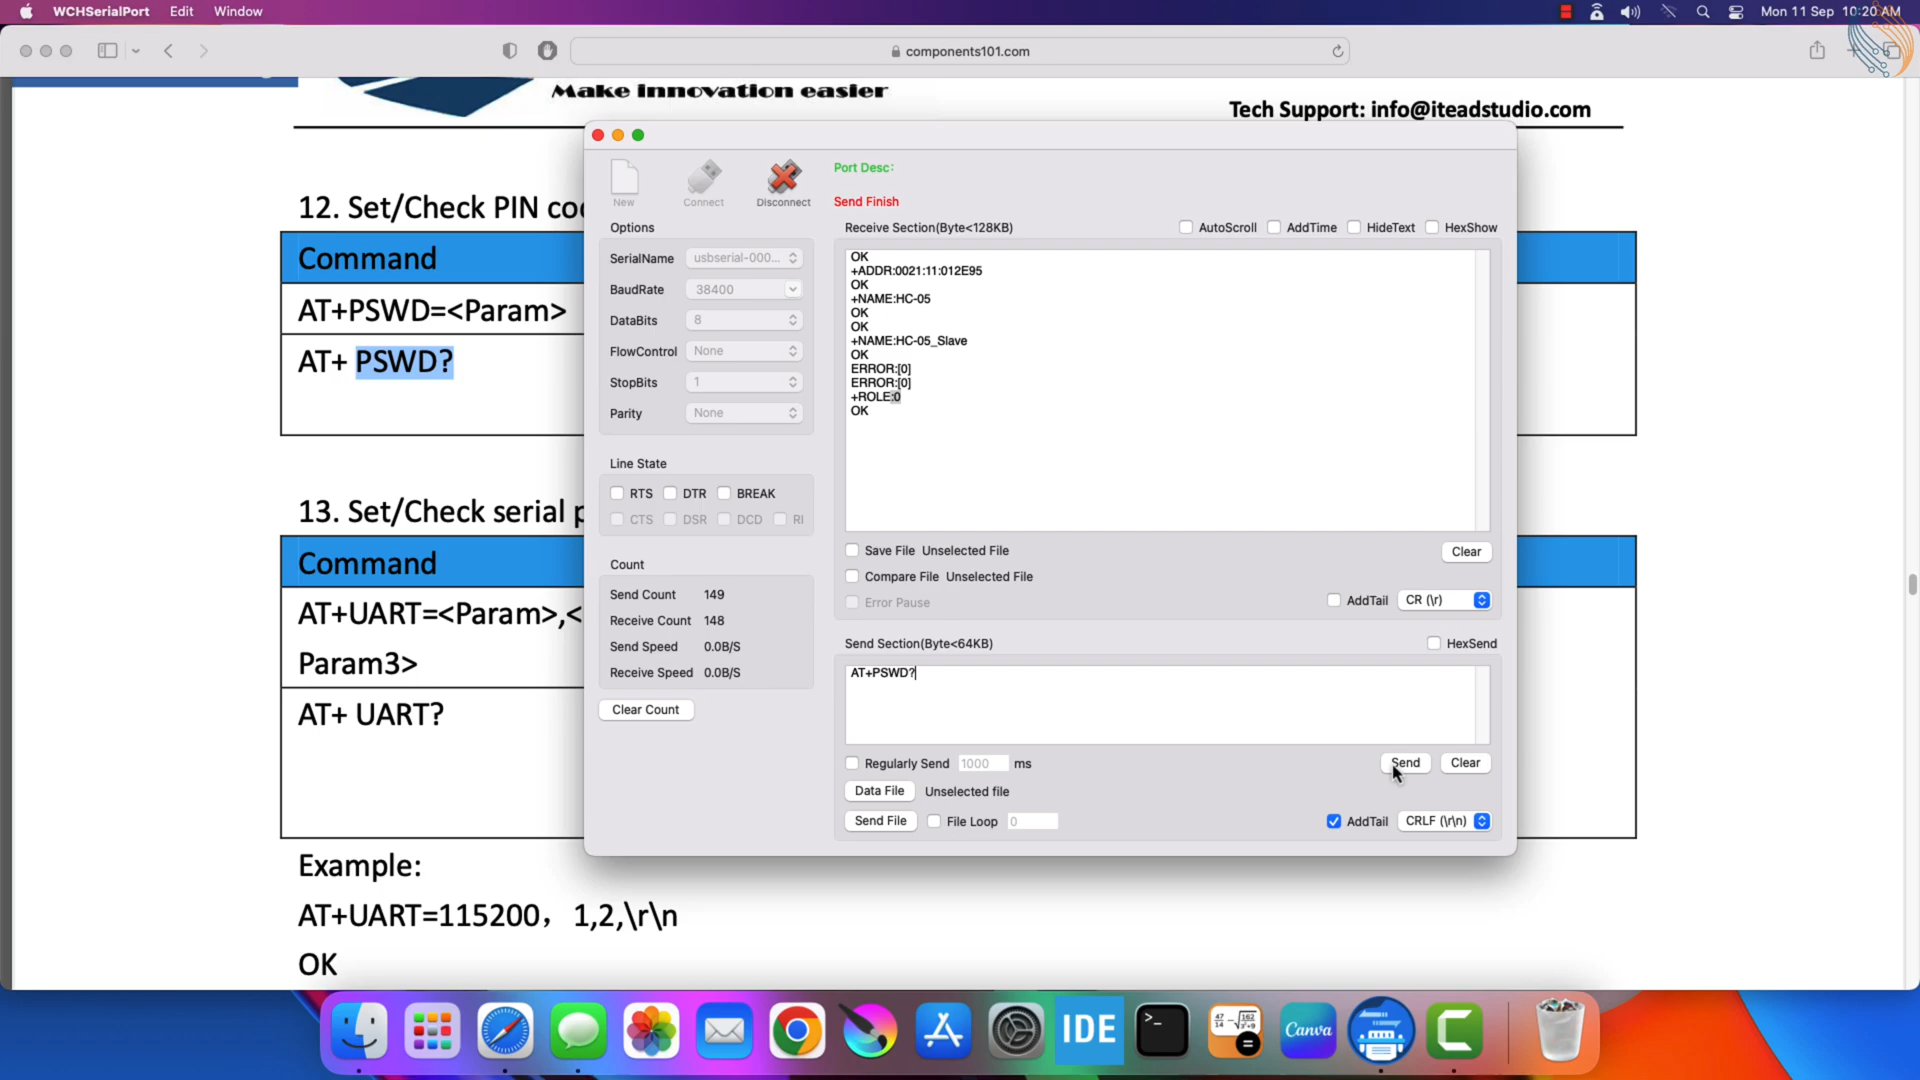 WCHSerialPort Edit Window
Mon 11 Sep 10:20 AM
components101.com
Make innovation easier
Tech Support: info@iteadstudio.com
12. Set/Check PIN co
Command
AT+PSWD=<Param>
AT+ PSWD?
13. Set/Check serial p
Command
AT+UART=<Param>,<
Param3>
AT+ UART?
Example:
AT+UART=115200，1,2,\r\n
OK
New
Connect
Disconnect
Port Desc:
Send Finish
Options
SerialName usbserial-000...
BaudRate 38400
DataBits 8
FlowControl None
StopBits 1
Parity None
Line State
RTS DTR BREAK
CTS DSR DCD RI
Count
Send Count 149
Receive Count 148
Send Speed 0.0B/S
Receive Speed 0.0B/S
Clear Count
Receive Section(Byte<128KB)
AutoScroll AddTime HideText HexShow
OK
+ADDR:0021:11:012E95
OK
+NAME:HC-05
OK
OK
+NAME:HC-05_Slave
OK
ERROR:[0]
ERROR:[0]
+ROLE:0
OK
Save File Unselected File
Clear
Compare File Unselected File
Error Pause
AddTail CR (\r)
Send Section(Byte<64KB)
HexSend
AT+PSWD?
Regularly Send 1000 ms
Send Clear
Data File Unselected file
Send File File Loop 0
AddTail CRLF (\r\n)
IDE
>_
Canva